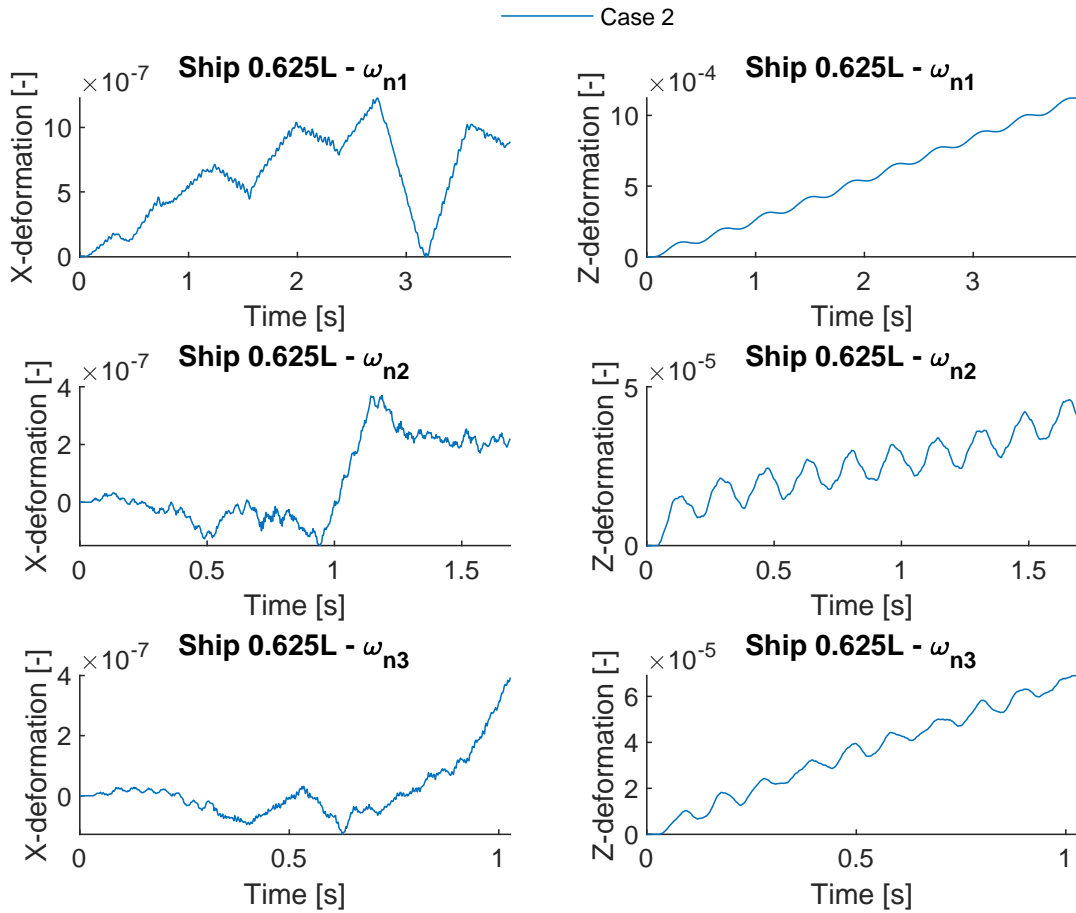 Case 2
Ship 0.625L - ωn1
×10-7
X-deformation [-]
10
5
0
0 1 2 3
Time [s]
Ship 0.625L - ωn1
×10-4
Z-deformation [-]
10
5
0
0 1 2 3
Time [s]
Ship 0.625L - ωn2
×10-7
X-deformation [-]
4
2
0
0 0.5 1 1.5
Time [s]
Ship 0.625L - ωn2
×10-5
Z-deformation [-]
5
0
0 0.5 1 1.5
Time [s]
Ship 0.625L - ωn3
×10-7
X-deformation [-]
4
2
0
0 0.5 1
Time [s]
Ship 0.625L - ωn3
×10-5
Z-deformation [-]
6
4
2
0
0 0.5 1
Time [s]